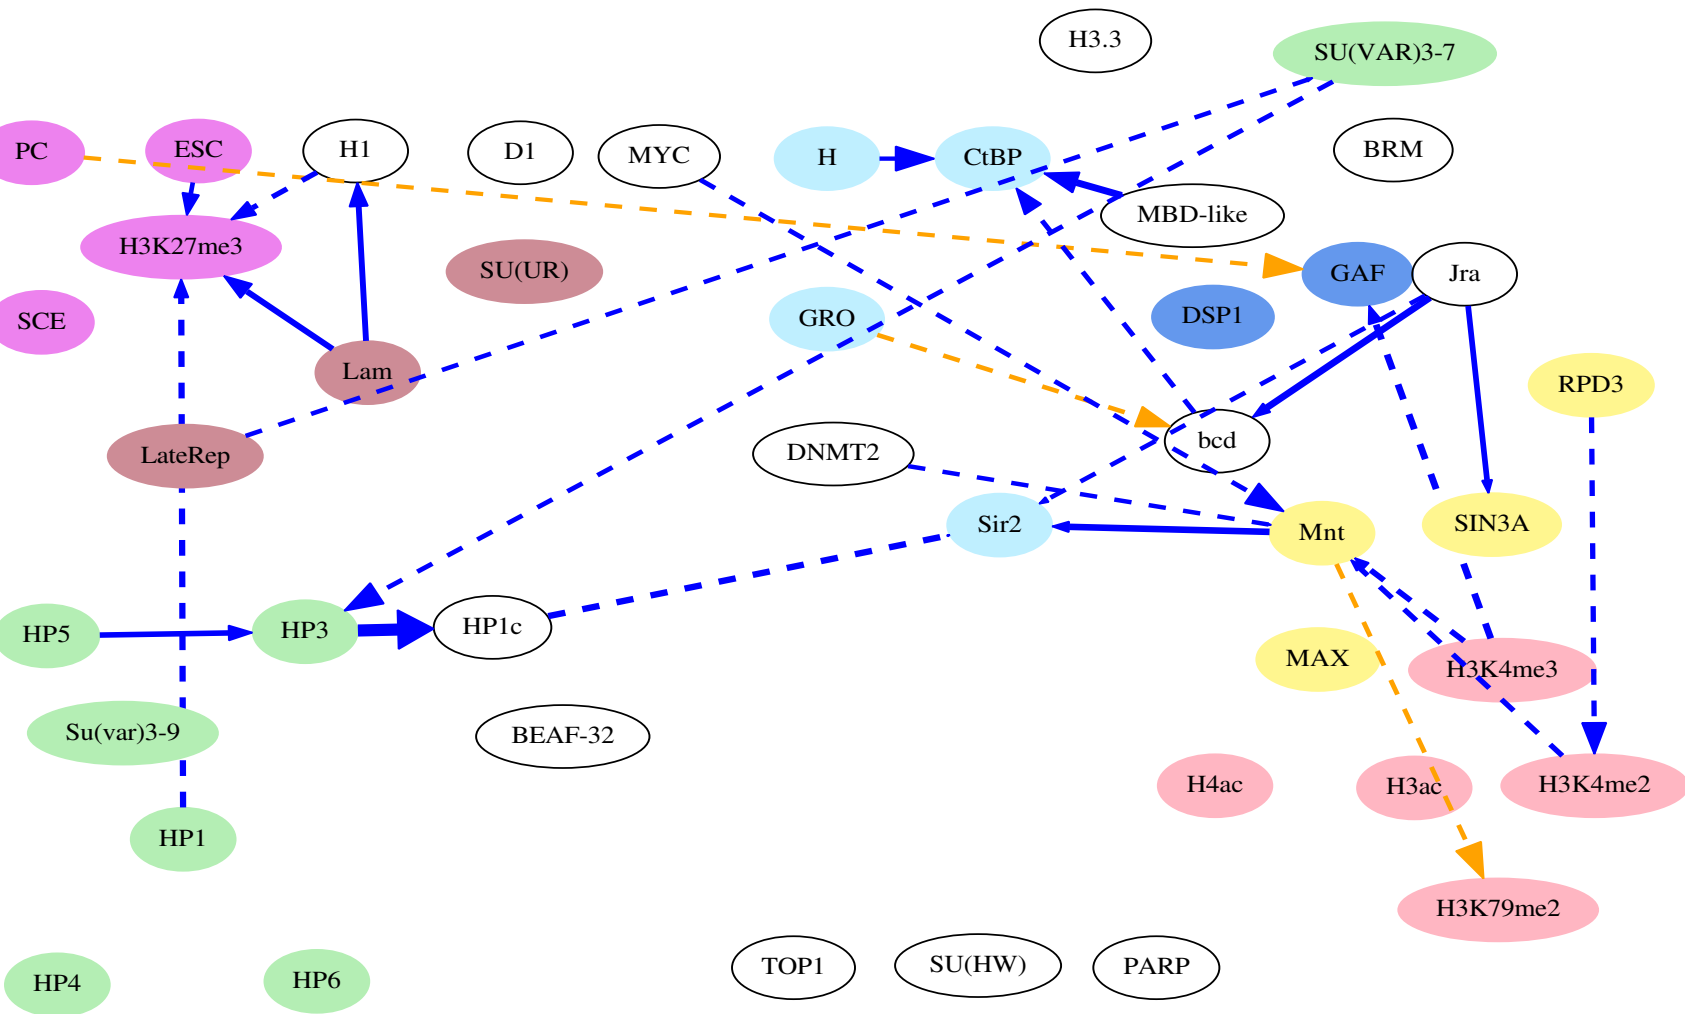 H3.3
SU(VAR)3-7
PC
ESC
H1
D1
MYC
H
CtBP
BRM
MBD-like
H3K27me3
SU(UR)
GAF
Jra
SCE
GRO
DSP1
Lam
RPD3
LateRep
DNMT2
bcd
Sir2
Mnt
SIN3A
HP5
HP3
HP1c
MAX
H3K4me3
Su(var)3-9
BEAF-32
H4ac
H3ac
H3K4me2
HP1
H3K79me2
HP4
HP6
TOP1
SU(HW)
PARP